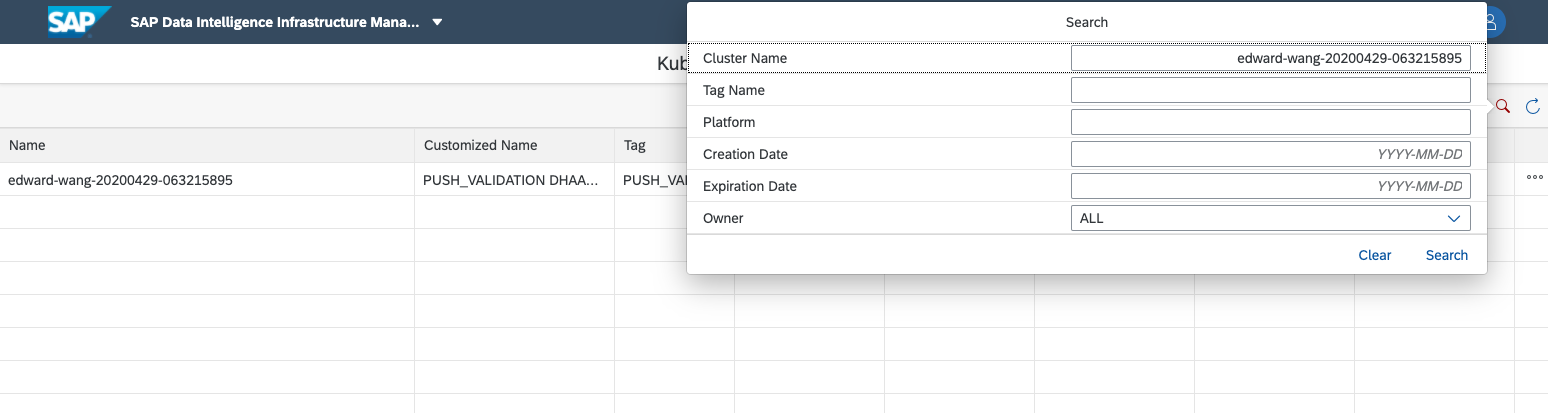 SAP SAP Data Intelligence Infrastructure Mana...
Search
Kub
Cluster Name edward-wang-20200429-063215895
Tag Name
Platform
Creation Date YYYY-MM-DD
Expiration Date YYYY-MM-DD
Owner ALL
Clear Search
Name Customized Name Tag
edward-wang-20200429-063215895 PUSH_VALIDATION DHAA... PUSH_VAL